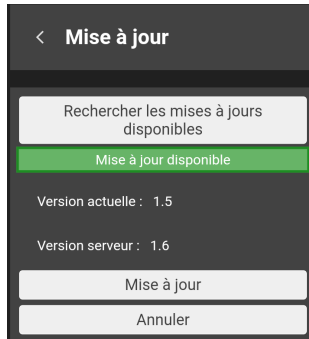 Mise à jour
Rechercher les mises à jours
disponibles
Mise à jour disponible
Version actuelle : 1.5
Version serveur : 1.6
Mise à jour
Annuler